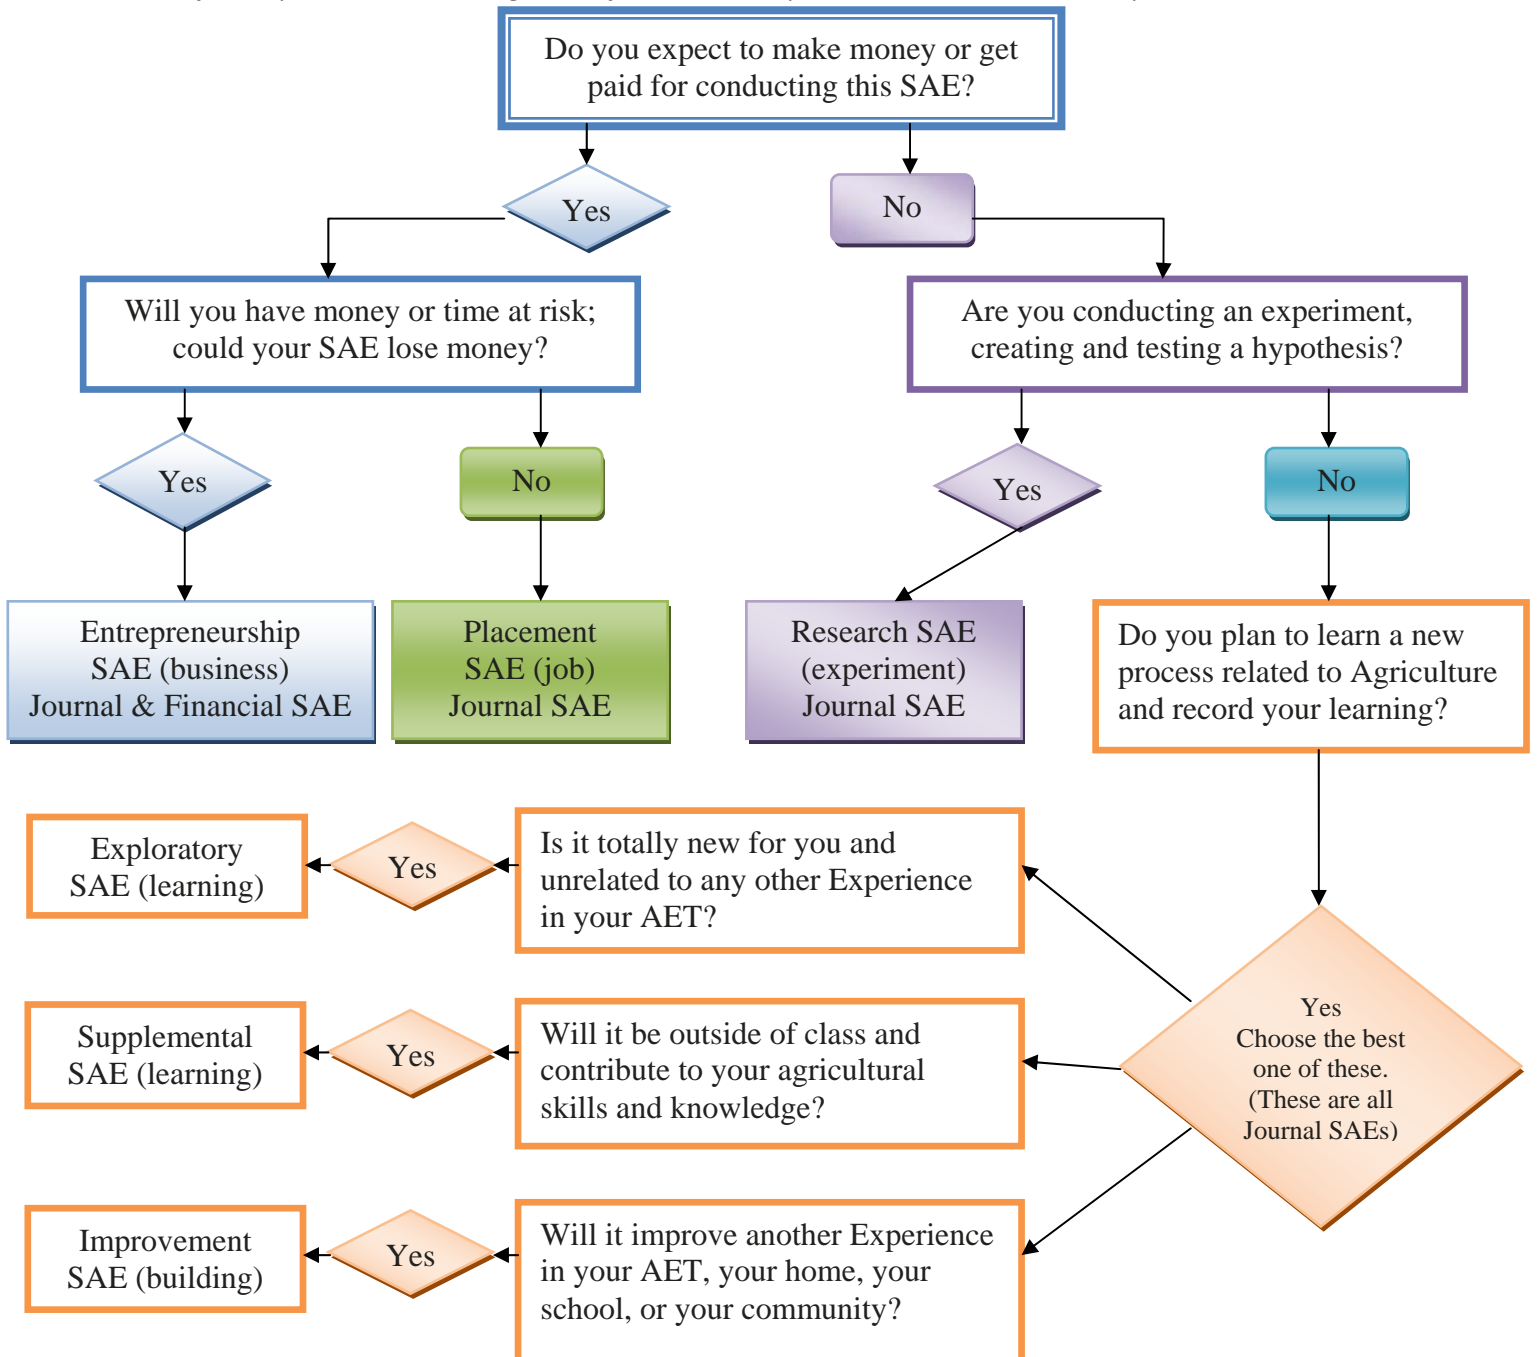 Do you expect to make money or get
paid for conducting this SAE?
Yes
No
Will you have money or time at risk;
could your SAE lose money?
Are you conducting an experiment,
creating and testing a hypothesis?
Yes
No
Yes
No
Entrepreneurship
SAE (business)
Journal & Financial SAE
Placement
SAE (job)
Journal SAE
Research SAE
(experiment)
Journal SAE
Do you plan to learn a new
process related to Agriculture
and record your learning?
Exploratory
SAE (learning)
Yes
Is it totally new for you and
unrelated to any other Experience
in your AET?
Yes
Choose the best
one of these.
(These are all
Journal SAEs)
Supplemental
SAE (learning)
Yes
Will it be outside of class and
contribute to your agricultural
skills and knowledge?
Improvement
SAE (building)
Yes
Will it improve another Experience
in your AET, your home, your
school, or your community?